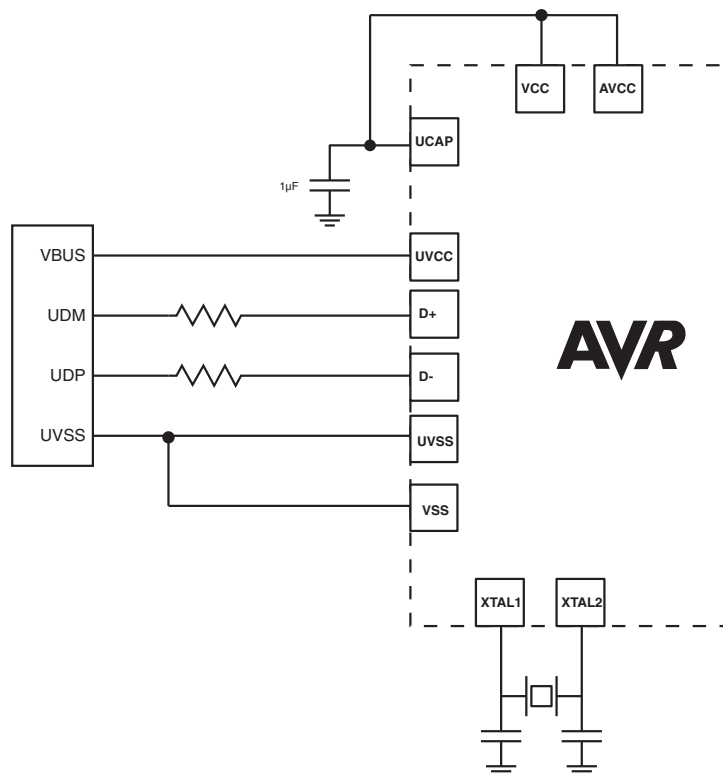 VCC
AVCC
UCAP
1µF
VBUS
UVCC
UDM
D+
UDP
D-
UVSS
UVSS
VSS
AVR
XTAL1
XTAL2